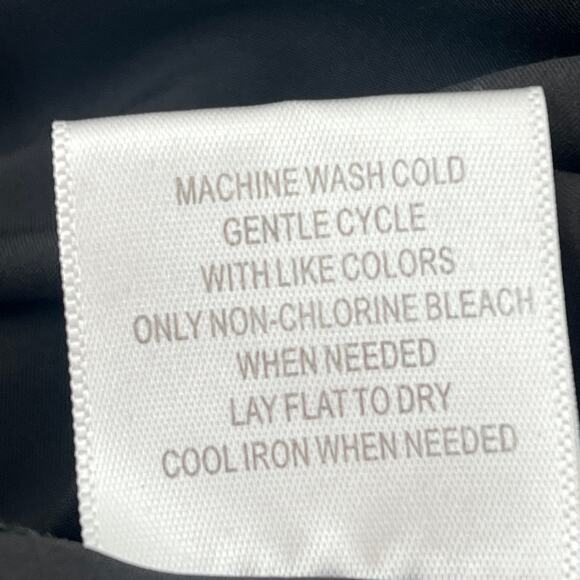 MACHINE WASH COLD
GENTLE CYCLE
WITH LIKE COLORS
ONLY NON-CHLORINE BLEACH
WHEN NEEDED
LAY FLAT TO DRY
COOL IRON WHEN NEEDED